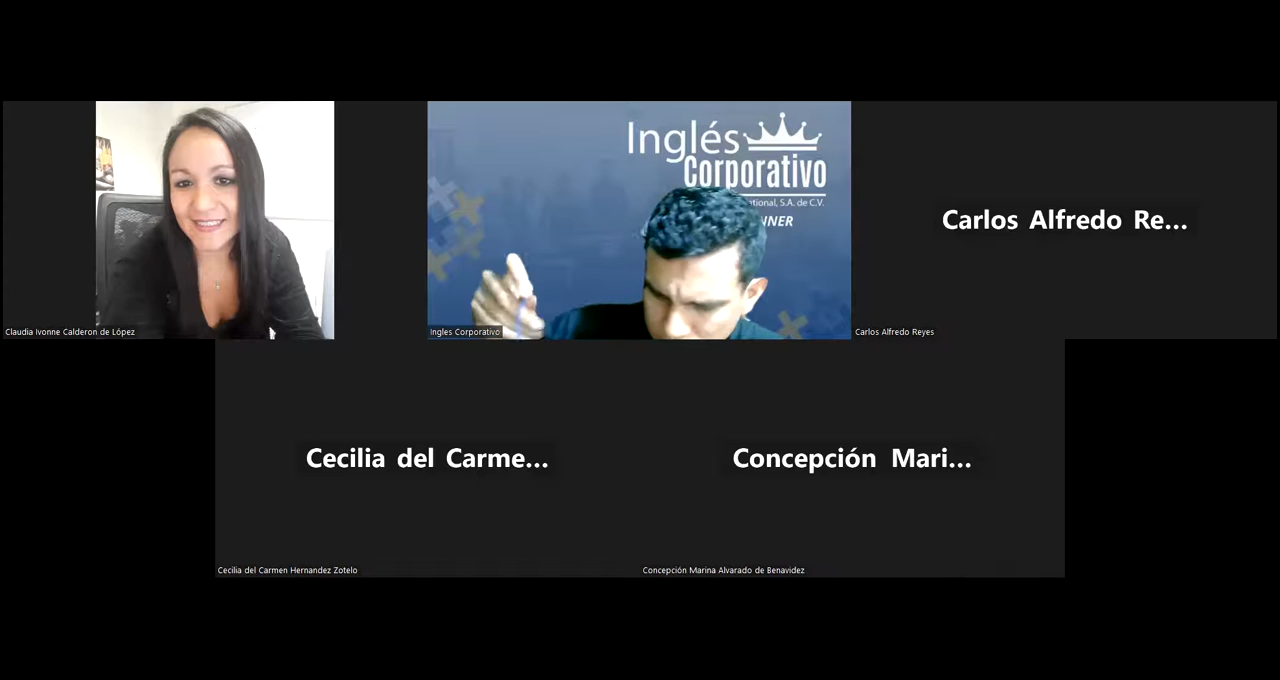 Inglés
Corporativo
ational, S.A. de C.V.
NNER
Claudia Ivonne Calderon de López
Ingles Corporativo
Carlos Alfredo Re...
Carlos Alfredo Reyes
Cecilia del Carme...
Cecilia del Carmen Hernandez Zotelo
Concepción Mari...
Concepción Marina Alvarado de Benavidez